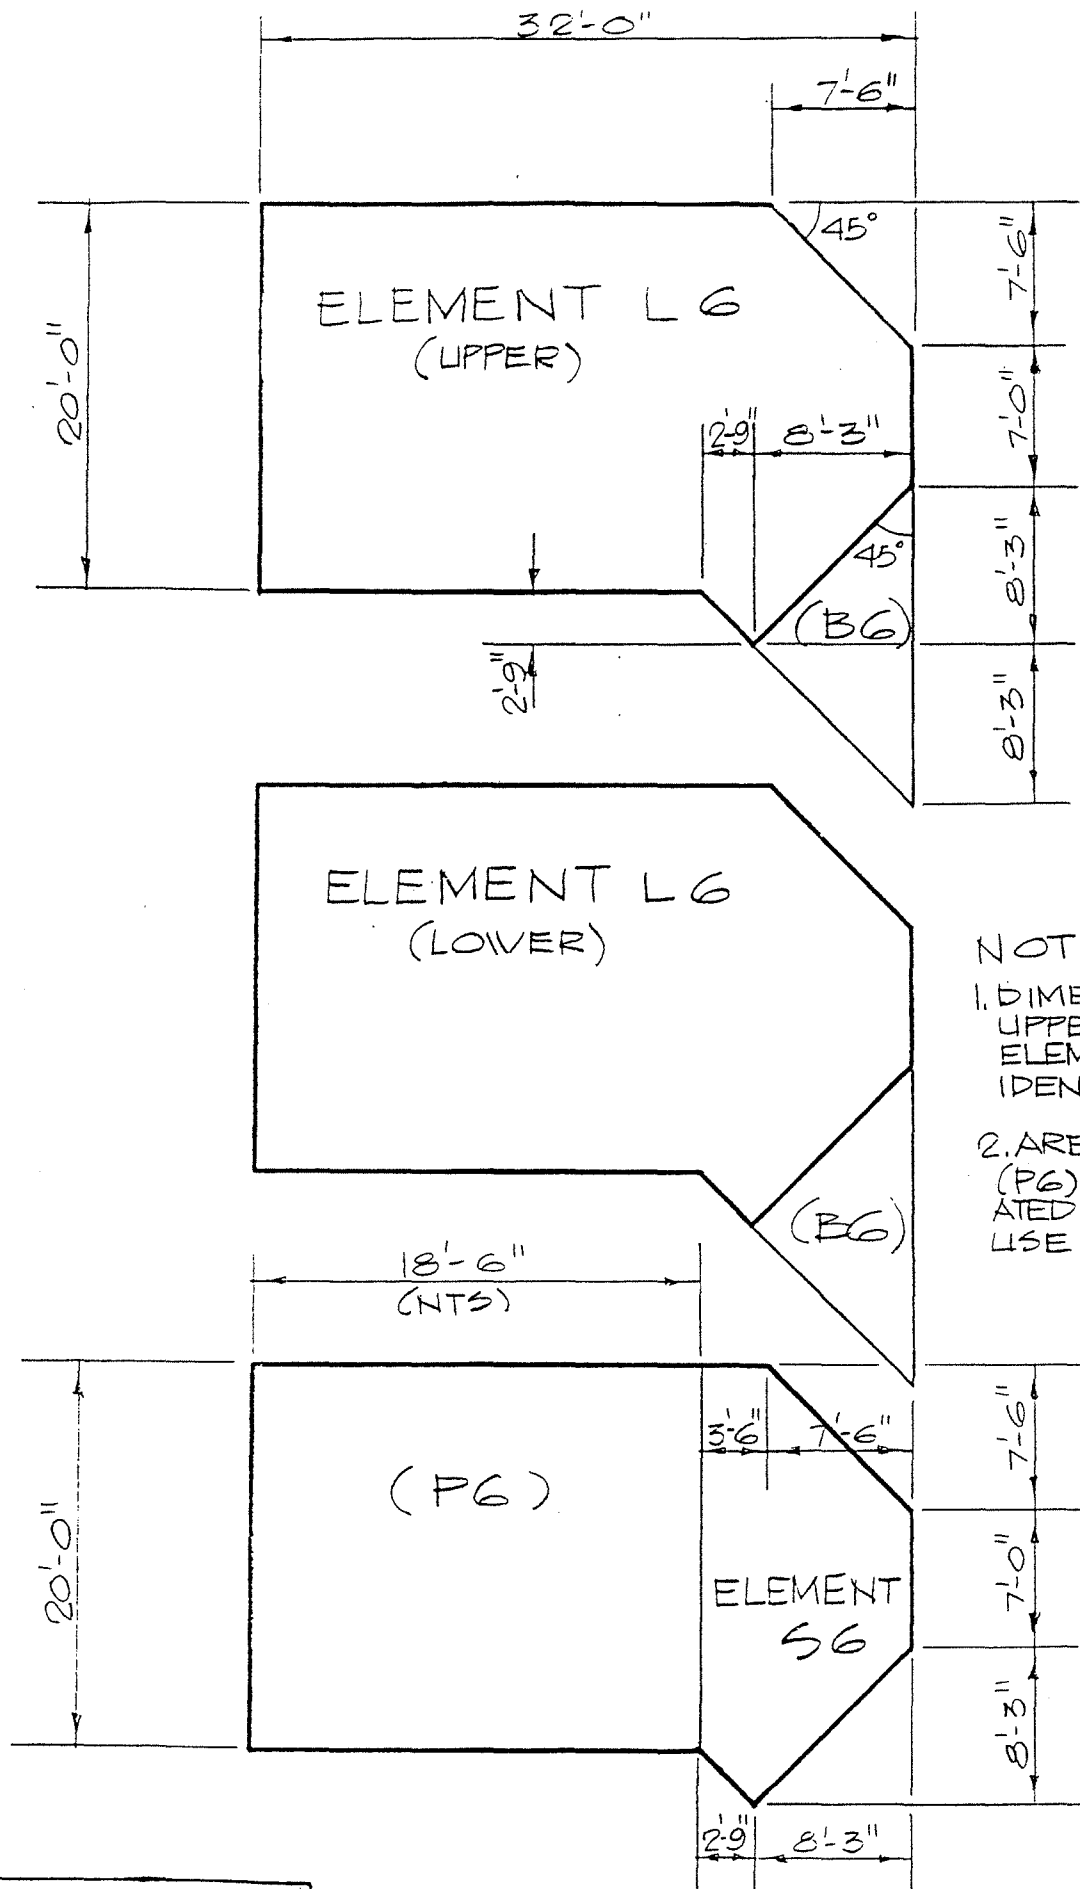 32'-0"
7'-6"
45°
7'-6"
ELEMENT L6
(UPPER)
20'-0"
7'-0"
2'-9"
8'-3"
45°
8'-3"
(B6)
2'-9"
8'-3"
ELEMENT L6
(LOWER)
NOT
1. DIME
UPPE
ELEM
IDEN
2. ARE
(P6)
ATED
USE
(B6)
18'-6"
(NTS)
3'-6"
7'-6"
7'-6"
(P6)
20'-0"
7'-0"
ELEMENT
S6
8'-3"
2'-9"
8'-3"